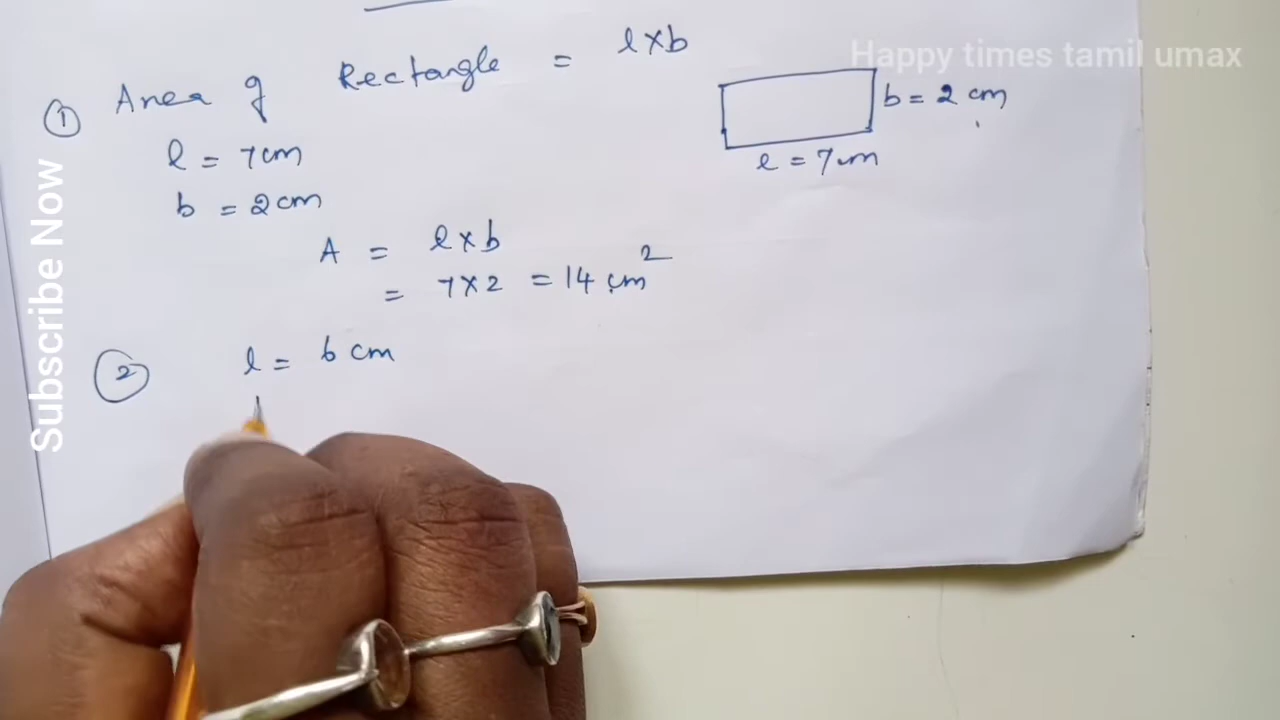 Happy times tamil umax
Subscribe Now
① Area of Rectangle = l×b
b = 2 cm
l = 7cm
l = 7cm
b = 2cm
A = l×b
= 7×2 = 14 cm²
② l = 6 cm